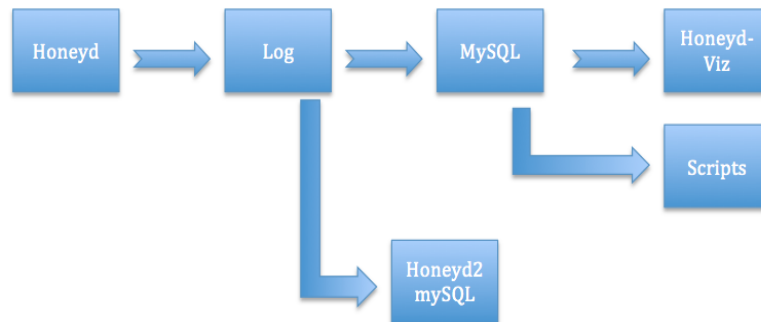 Honeyd
Log
MySQL
Honeyd-
Viz
Scripts
Honeyd2
mySQL